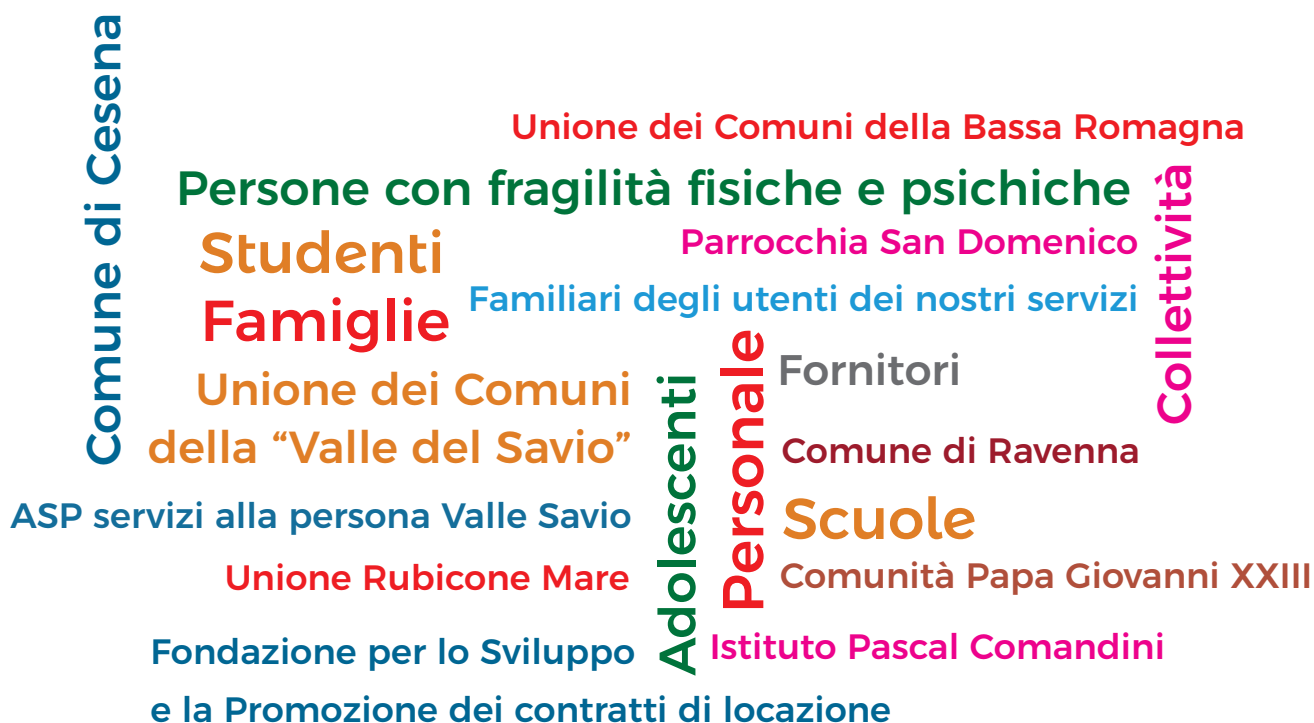 Comune di Cesena
Unione dei Comuni della Bassa Romagna
Persone con fragilità fisiche e psichiche
Collettività
Studenti
Parrocchia San Domenico
Famiglie
Familiari degli utenti dei nostri servizi
Unione dei Comuni
della “Valle del Savio”
Adolescenti
Personale
Fornitori
Comune di Ravenna
ASP servizi alla persona Valle Savio
Scuole
Unione Rubicone Mare
Comunità Papa Giovanni XXIII
Fondazione per lo Sviluppo
e la Promozione dei contratti di locazione
Istituto Pascal Comandini